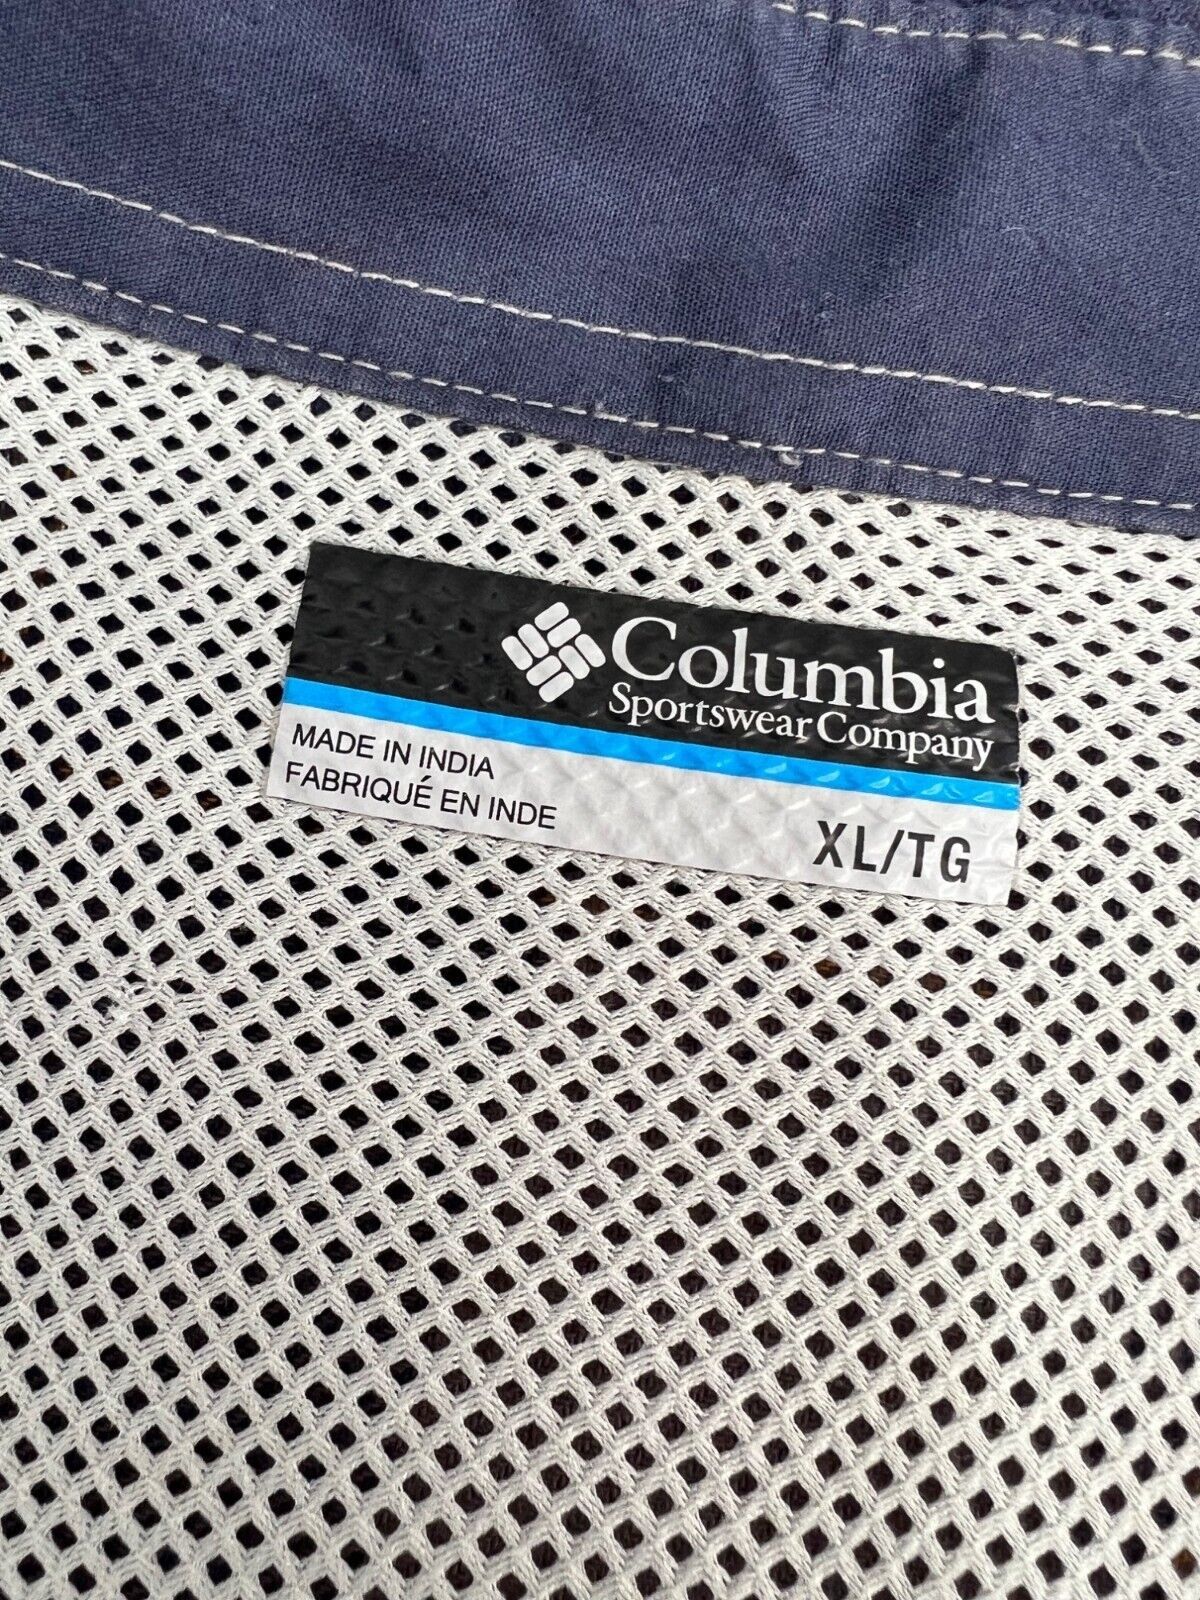 Columbia
Sportswear Company
MADE IN INDIA
FABRIQUÉ EN INDE
XL/TG